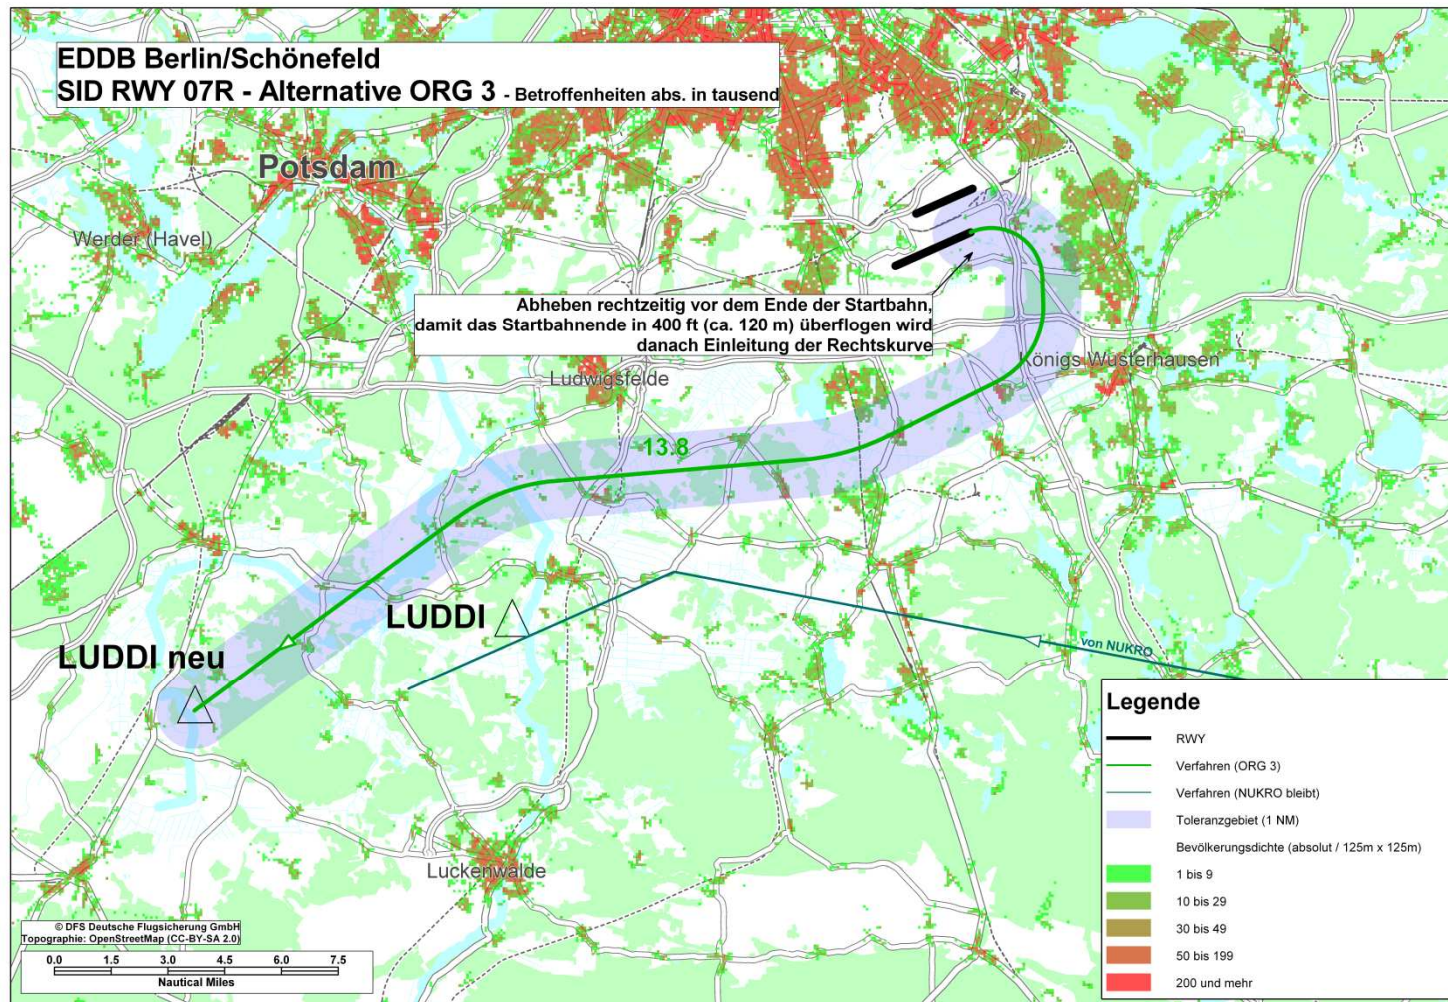 EDDB Berlin/Schönefeld
SID RWY 07R - Alternative ORG 3 - Betroffenheiten abs. in tausend
Potsdam
Werder (Havel)
Abheben rechtzeitig vor dem Ende der Startbahn,
damit das Startbahnende in 400 ft (ca. 120 m) überflogen wird
danach Einleitung der Rechtskurve
Königs Wusterhausen
Ludwigsfelde
13.8
LUDDI
LUDDI neu
von NUKRO
Luckenwalde
© DFS Deutsche Flugsicherung GmbH
Topographie: OpenStreetMap (CC-BY-SA 2.0)
0.0 1.5 3.0 4.5 6.0 7.5
Nautical Miles
Legende
RWY
Verfahren (ORG 3)
Verfahren (NUKRO bleibt)
Toleranzgebiet (1 NM)
Bevölkerungsdichte (absolut / 125m x 125m)
1 bis 9
10 bis 29
30 bis 49
50 bis 199
200 und mehr